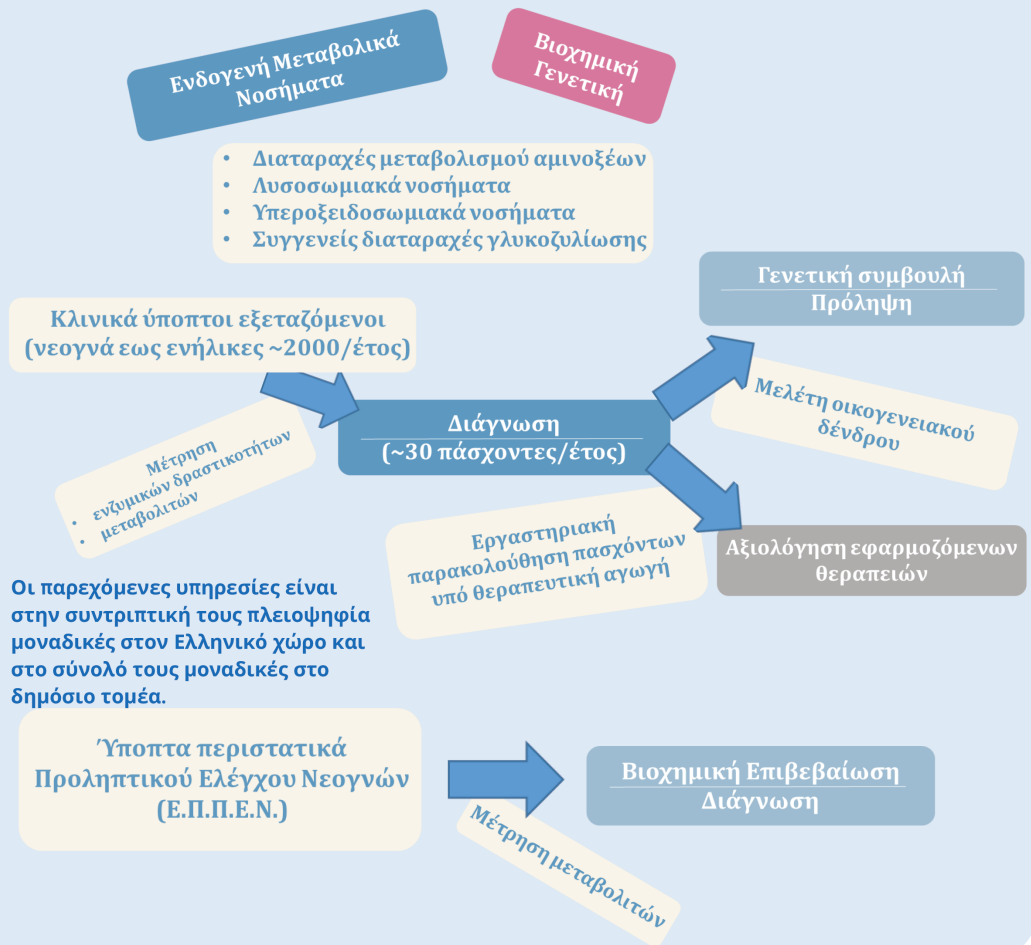 Ενδογενή Μεταβολικά
Νοσήματα
Βιοχημική
Γενετική
• Διαταραχές μεταβολισμού αμινοξέων
• Λυσοσωμιακά νοσήματα
• Υπεροξειδοσωμιακά νοσήματα
• Συγγενείς διαταραχές γλυκοζυλίωσης
Γενετική συμβουλή
Πρόληψη
Κλινικά ύποπτοι εξεταζόμενοι
(νεογνά εως ενήλικες ~2000/έτος)
Μελέτη οικογενειακού
δένδρου
Διάγνωση
(~30 πάσχοντες/έτος)
Μέτρηση
• ενζυμικών δραστικοτήτων
• μεταβολιτών
Εργαστηριακή
παρακολούθηση πασχόντων
υπό θεραπευτική αγωγή
Αξιολόγηση εφαρμοζόμενων
θεραπειών
Οι παρεχόμενες υπηρεσίες είναι
στην συντριπτική τους πλειοψηφία
μοναδικές στον Ελληνικό χώρο και
στο σύνολό τους μοναδικές στο
δημόσιο τομέα.
Ύποπτα περιστατικά
Προληπτικού Ελέγχου Νεογνών
(Ε.Π.Π.Ε.Ν.)
Βιοχημική Επιβεβαίωση
Διάγνωση
Μέτρηση μεταβολιτών